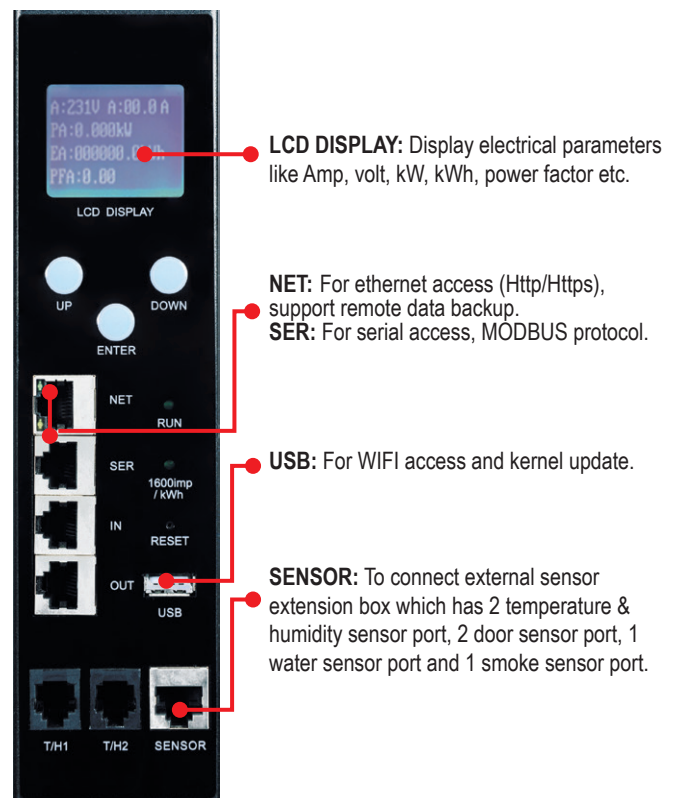 A:231V A:00.0A
PA:0.000kW
PFA:0.00
LCD DISPLAY
LCD DISPLAY: Display electrical parameters
like Amp, volt, kW, kWh, power factor etc.
UP
DOWN
ENTER
NET: For ethernet access (Http/Https),
support remote data backup.
SER: For serial access, MODBUS protocol.
NET
RUN
SER
1600imp
/ kWh
IN
RESET
OUT
USB
USB: For WIFI access and kernel update.
SENSOR: To connect external sensor
extension box which has 2 temperature &
humidity sensor port, 2 door sensor port, 1
water sensor port and 1 smoke sensor port.
T/H1
T/H2
SENSOR